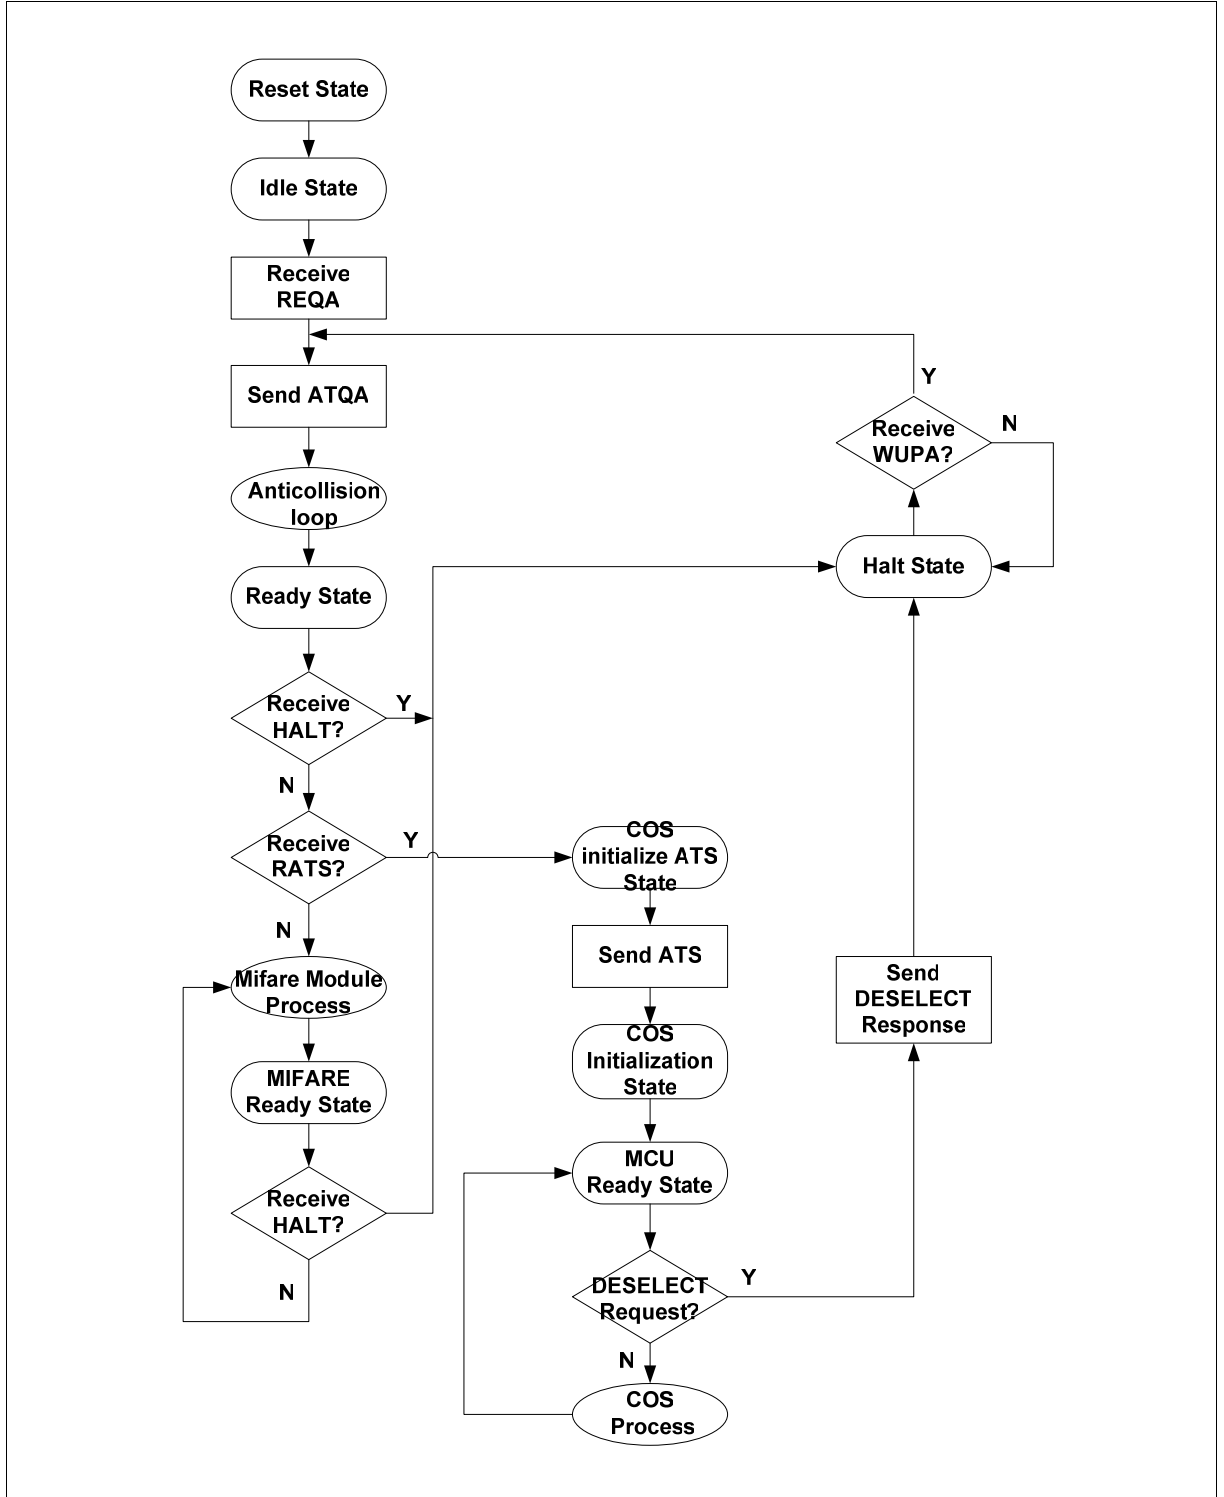 Reset State
Idle State
Receive
REQA
Send ATQA
Y
Receive
WUPA?
N
Anticollision
loop
Halt State
Ready State
Receive
HALT?
Y
N
Receive
RATS?
Y
COS
initialize ATS
State
N
Send ATS
Mifare Module
Process
Send
DESELECT
Response
COS
Initialization
State
MIFARE
Ready State
MCU
Ready State
Receive
HALT?
N
DESELECT
Request?
Y
N
COS
Process